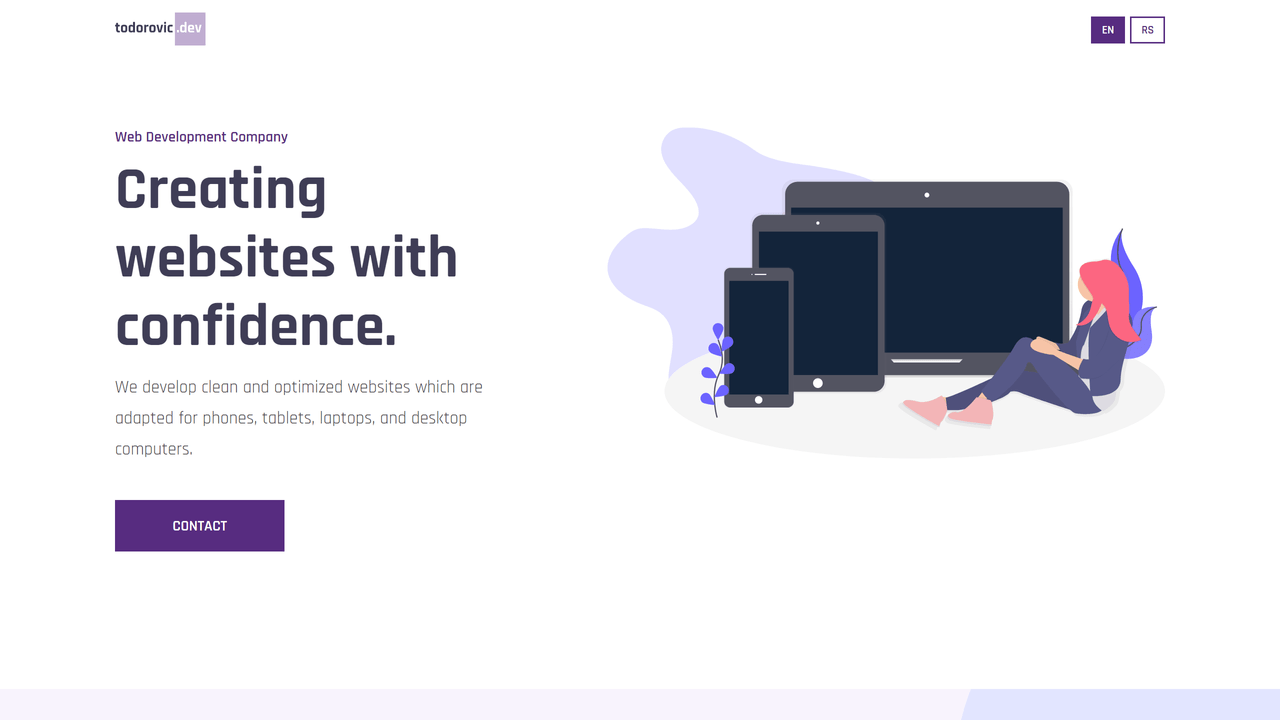 todorovic .dev
EN
RS
Web Development Company
Creating
websites with
confidence.
We develop clean and optimized websites which are
adapted for phones, tablets, laptops, and desktop
computers.
CONTACT